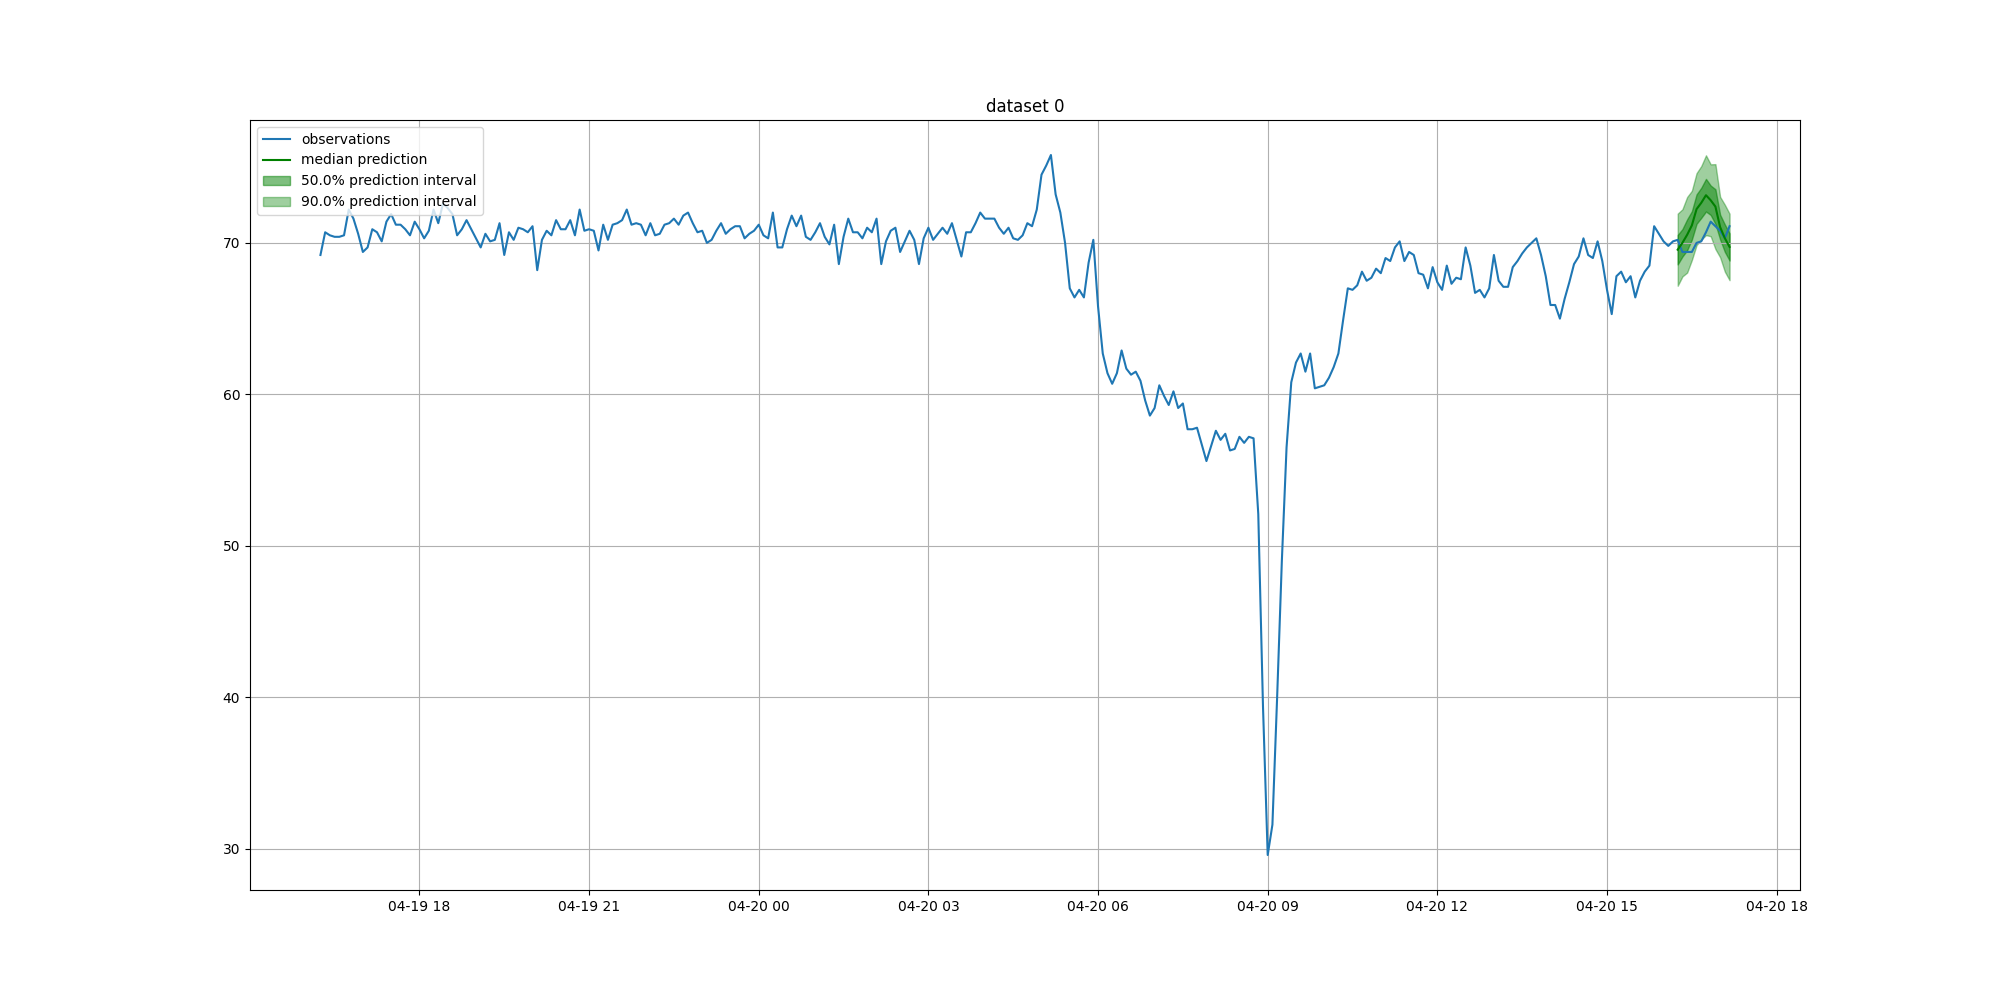 dataset 0
observations
median prediction
50.0% prediction interval
90.0% prediction interval
70
60
50
40
30
04-19 18
04-19 21
04-20 00
04-20 03
04-20 06
04-20 09
04-20 12
04-20 15
04-20 18